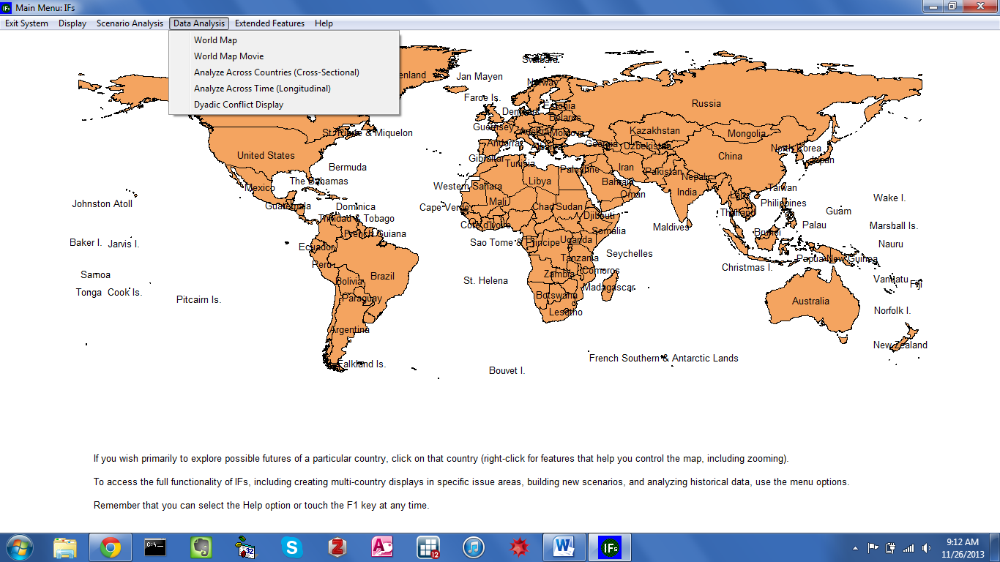 Main Menu: IFs
Exit System Display Scenario Analysis Data Analysis Extended Features Help
World Map
World Map Movie
Analyze Across Countries (Cross-Sectional)
Analyze Across Time (Longitudinal)
Dyadic Conflict Display
enland
Jan Mayen
Svalbard
Norway
Faroe Is.
Estonia
Russia
Belarus
Guernsey
Austria
Moldova
Kazakhstan
Mongolia
St. Pierre & Miquelon
Andorra
Albania
Georgia
Uzbekistan
North Korea
United States
Gibraltar
Tunisia
China
Japan
Bermuda
Palestine
Iran
Pakistan
Nepal
The Bahamas
Western Sahara
Libya
Bahrain
Taiwan
Mexico
Oman
India
Laos
Johnston Atoll
Guatemala
Dominica
Cape Verde
Mali
Chad
Sudan
Thailand
Philippines
Wake I.
Guam
Trinidad & Tobago
Djibouti
Cote d'Ivoire
Somalia
Maldives
Palau
Marshall Is.
French Guiana
Brunei
Baker I.
Jarvis I.
Ecuador
Sao Tome & Principe
Uganda
Seychelles
Nauru
Peru
Tanzania
Papua New Guinea
Samoa
Bolivia
Brazil
St. Helena
Zambia
Comoros
Christmas I.
Vanuatu
Fiji
Tonga
Cook Is.
Pitcairn Is.
Paraguay
Botswana
Madagascar
Australia
Lesotho
Norfolk I.
Argentina
New Zealand
Falkland Is.
French Southern & Antarctic Lands
Bouvet I.
If you wish primarily to explore possible futures of a particular country, click on that country (right-click for features that help you control the map, including zooming).
To access the full functionality of IFs, including creating multi-country displays in specific issue areas, building new scenarios, and analyzing historical data, use the menu options.
Remember that you can select the Help option or touch the F1 key at any time.
9:12 AM
11/26/2013